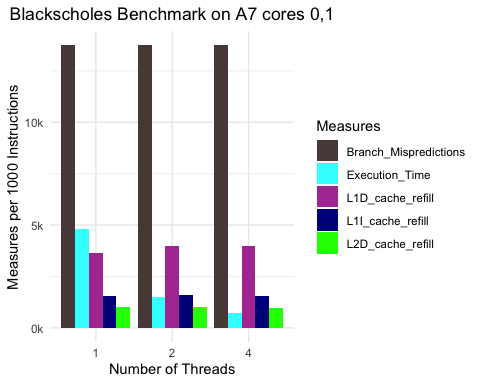 Blackscholes Benchmark on A7 cores 0,1
Measures per 1000 Instructions
10k
5k
0k
1
2
4
Number of Threads
Measures
Branch_Mispredictions
Execution_Time
L1D_cache_refill
L1I_cache_refill
L2D_cache_refill